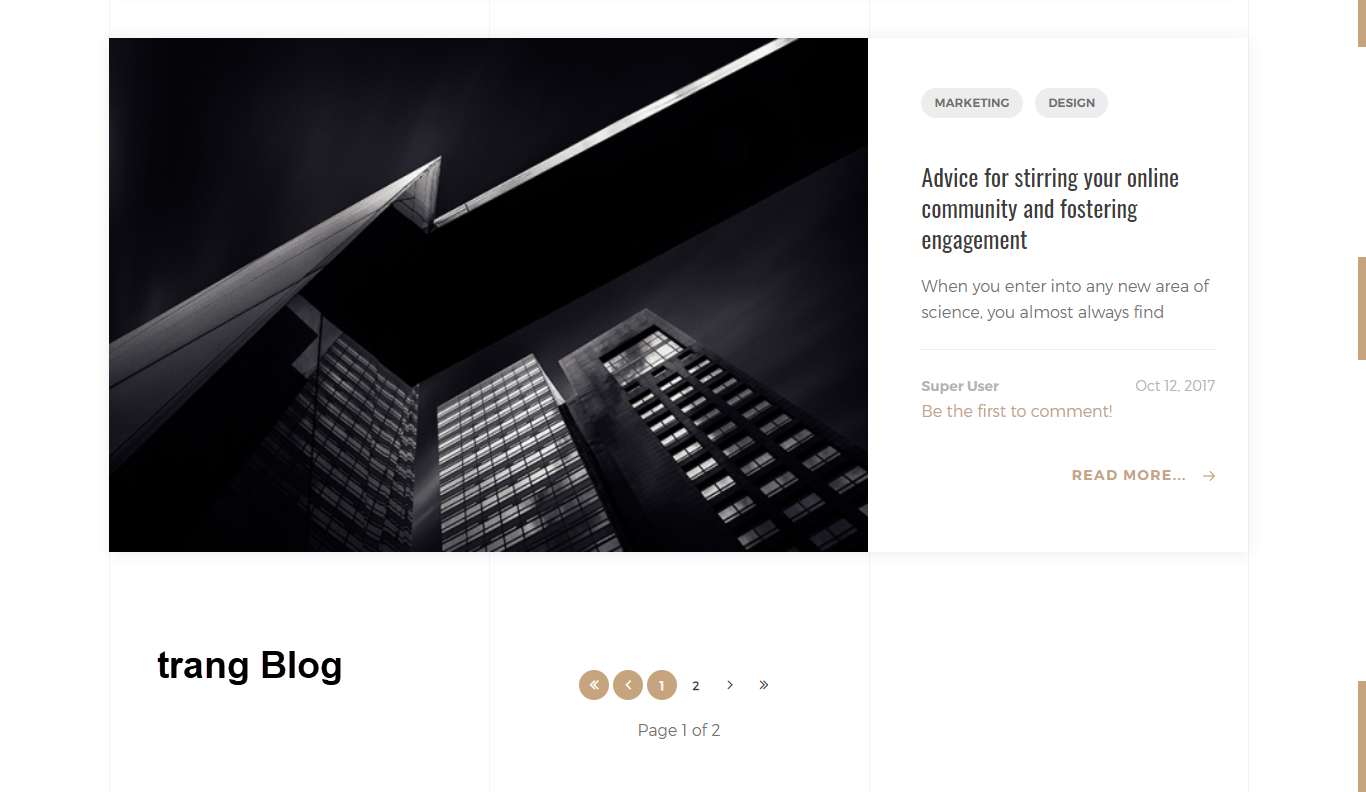 MARKETING DESIGN
Advice for stirring your online
community and fostering
engagement
When you enter into any new area of
science, you almost always find
Super User Oct 12, 2017
Be the first to comment!
READ MORE...
trang Blog
1 2
Page 1 of 2